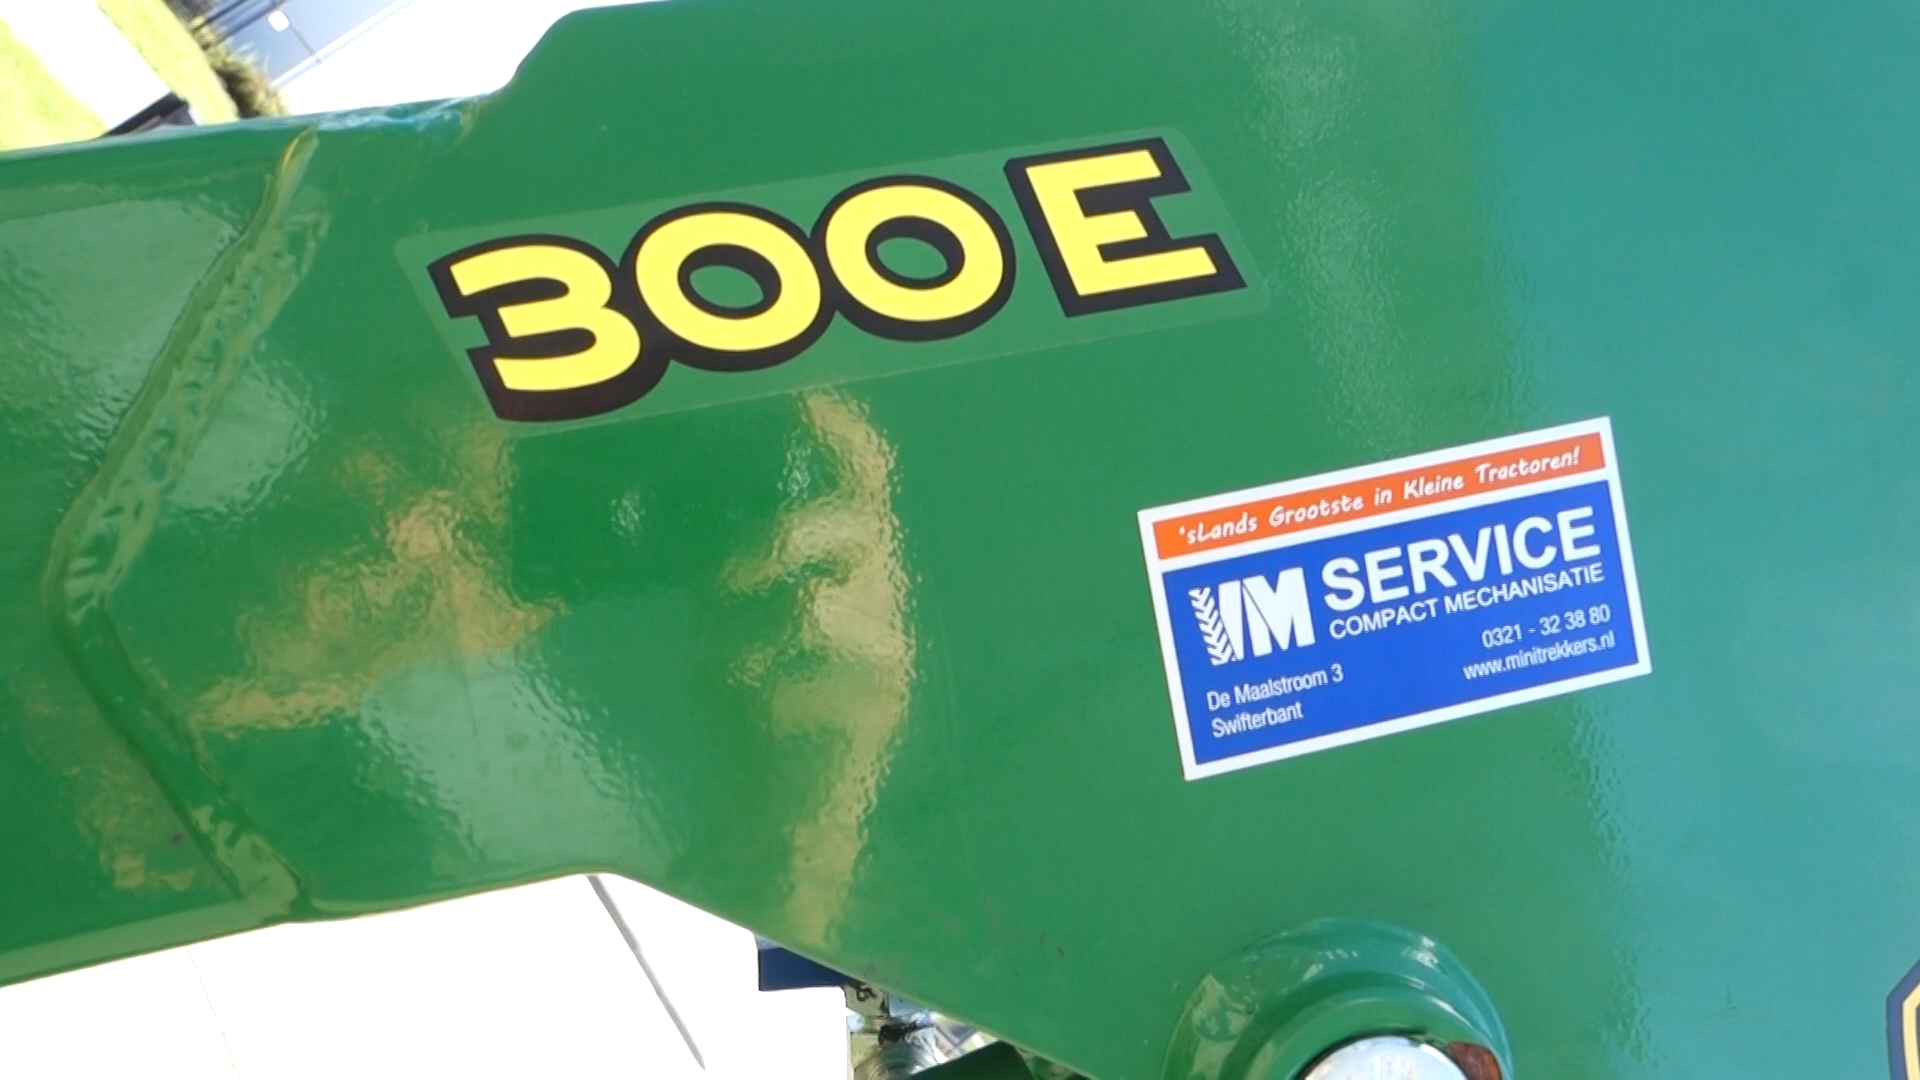 300E
'sLands Grootste in Kleine Tractoren!
VM SERVICE
COMPACT MECHANISATIE
0321 - 32 38 80
www.minitrekkers.nl
De Maalstroom 3
Swifterbant